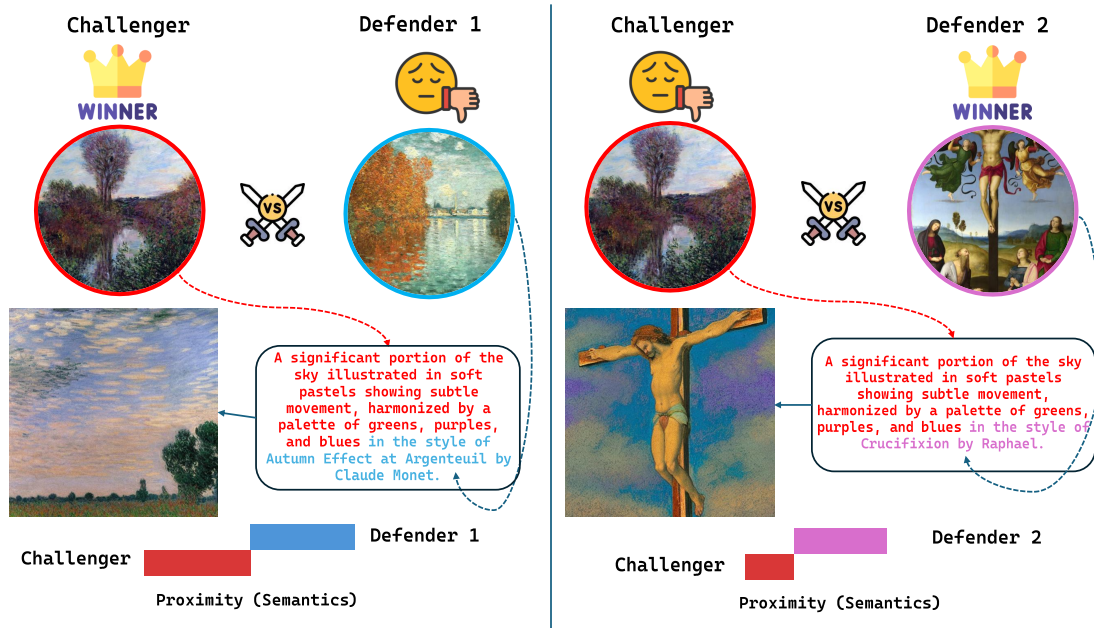 Challenger
Defender 1
WINNER
VS
A significant portion of the
sky illustrated in soft
pastels showing subtle
movement, harmonized by a
palette of greens, purples,
and blues in the style of
Autumn Effect at Argenteuil by
Claude Monet.
Defender 1
Challenger
Proximity (Semantics)
Challenger
Defender 2
WINNER
VS
A significant portion of the sky
illustrated in soft pastels
showing subtle movement,
harmonized by a palette of greens,
purples, and blues in the style of
Crucifixion by Raphael.
Defender 2
Challenger
Proximity (Semantics)